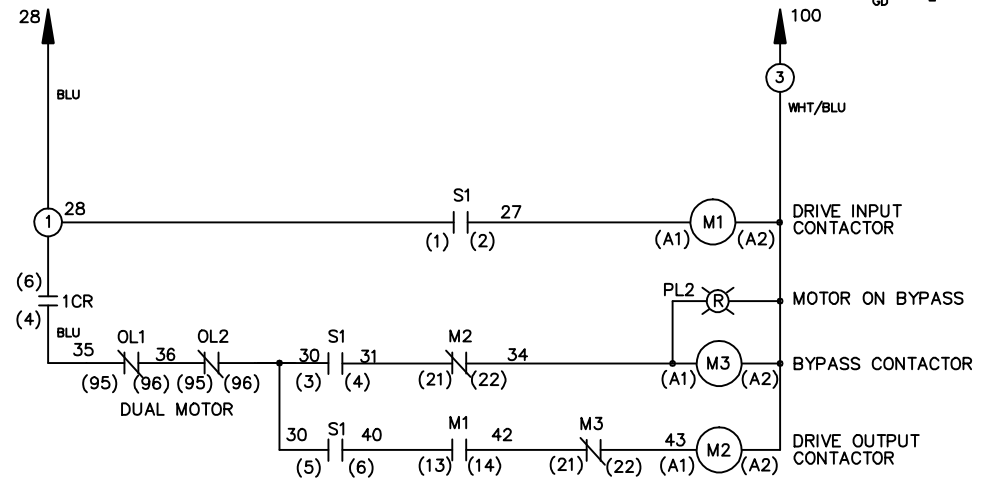 GD
28
100
3
BLU
WHT/BLU
S1
1
28
27
M1
DRIVE INPUT
CONTACTOR
(1) (2)
(A1) (A2)
(6)
1CR
PL2
R
MOTOR ON BYPASS
(4)
BLU
35
OL1
36
OL2
30
S1
31
M2
34
M3
BYPASS CONTACTOR
(95) (96) (95) (96)
(3) (4)
(21) (22)
(A1) (A2)
DUAL MOTOR
30
S1
40
M1
42
M3
43
M2
DRIVE OUTPUT
CONTACTOR
(5) (6)
(13) (14)
(21) (22)
(A1) (A2)